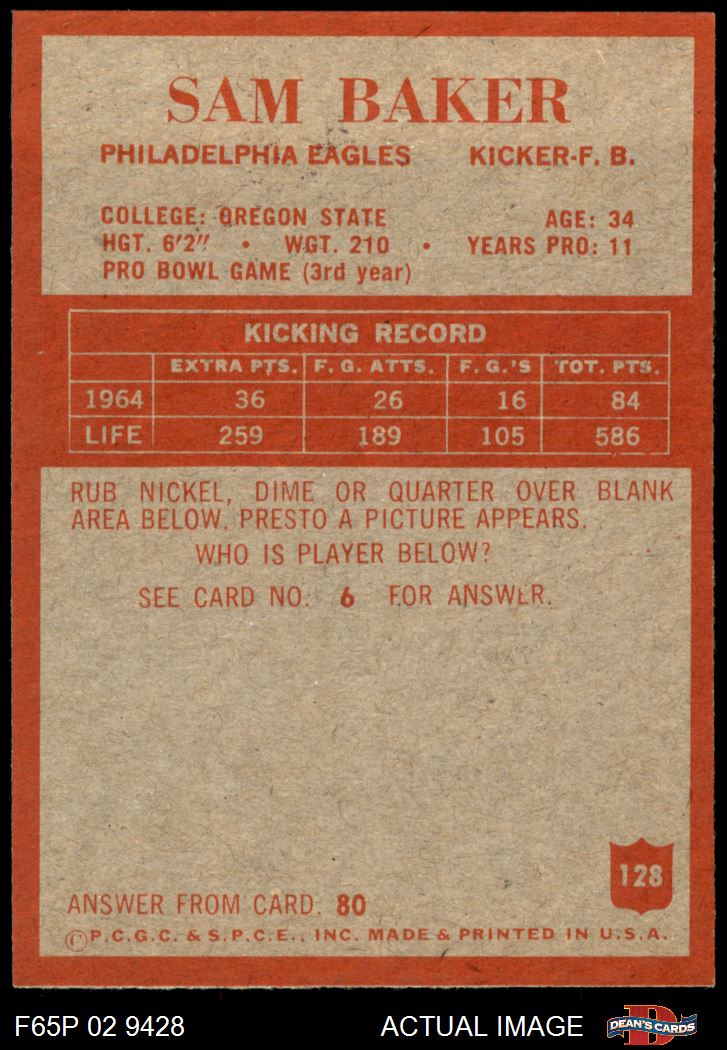 SAM BAKER
PHILADELPHIA EAGLES KICKER-F. B.
COLLEGE: OREGON STATE AGE: 34
HGT. 6'2" • WGT. 210 • YEARS PRO: 11
PRO BOWL GAME (3rd year)
KICKING RECORD
EXTRA PTS. F. G. ATTS. F. G.'S TOT. PTS.
1964 36 26 16 84
LIFE 259 189 105 586
RUB NICKEL, DIME OR QUARTER OVER BLANK
AREA BELOW. PRESTO A PICTURE APPEARS.
WHO IS PLAYER BELOW?
SEE CARD NO. 6 FOR ANSWER.
128
ANSWER FROM CARD. 80
©P.C.G.C. & S.P.C.E., INC. MADE & PRINTED IN U.S.A.
F65P 02 9428 ACTUAL IMAGE D DEAN'S CARDS